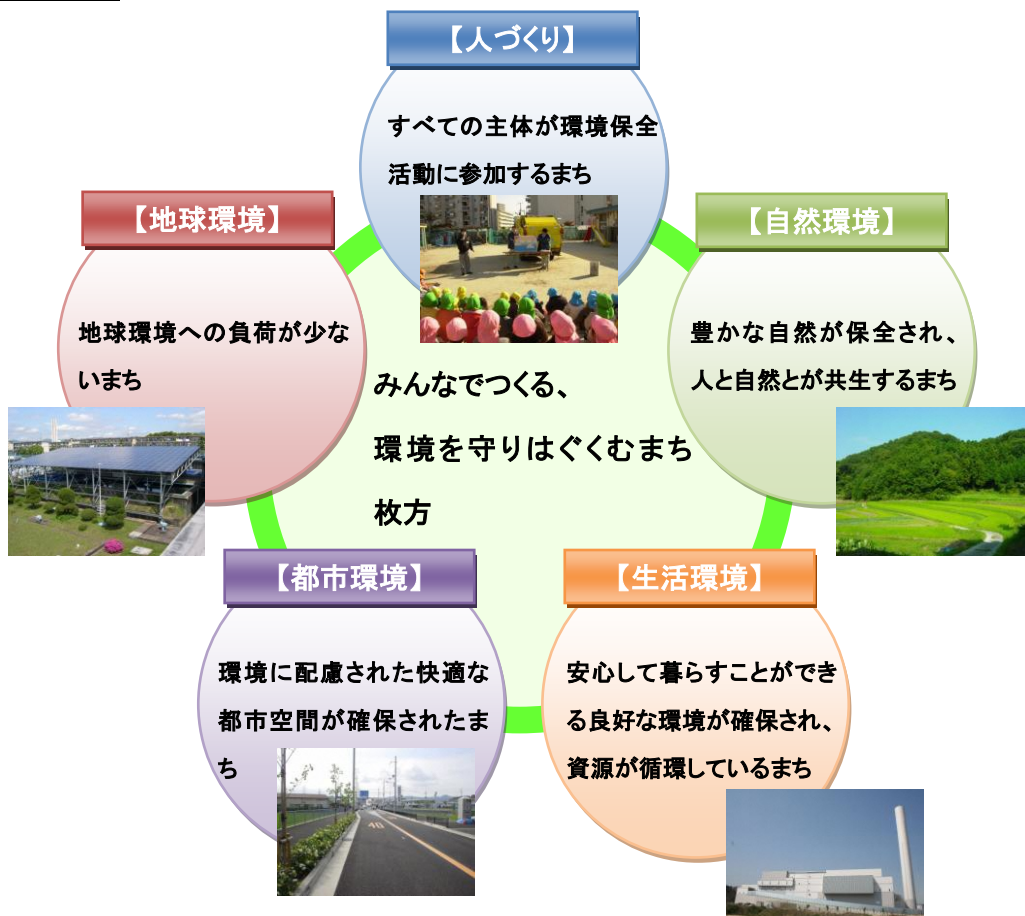 【人づくり】
すべての主体が環境保全
活動に参加するまち
【地球環境】
地球環境への負荷が少な
いまち
【自然環境】
豊かな自然が保全され、
人と自然とが共生するまち
みんなでつくる、
環境を守りはぐくむまち
枚方
【都市環境】
環境に配慮された快適な
都市空間が確保されたま
ち
【生活環境】
安心して暮らすことができ
る良好な環境が確保され、
資源が循環しているまち
40